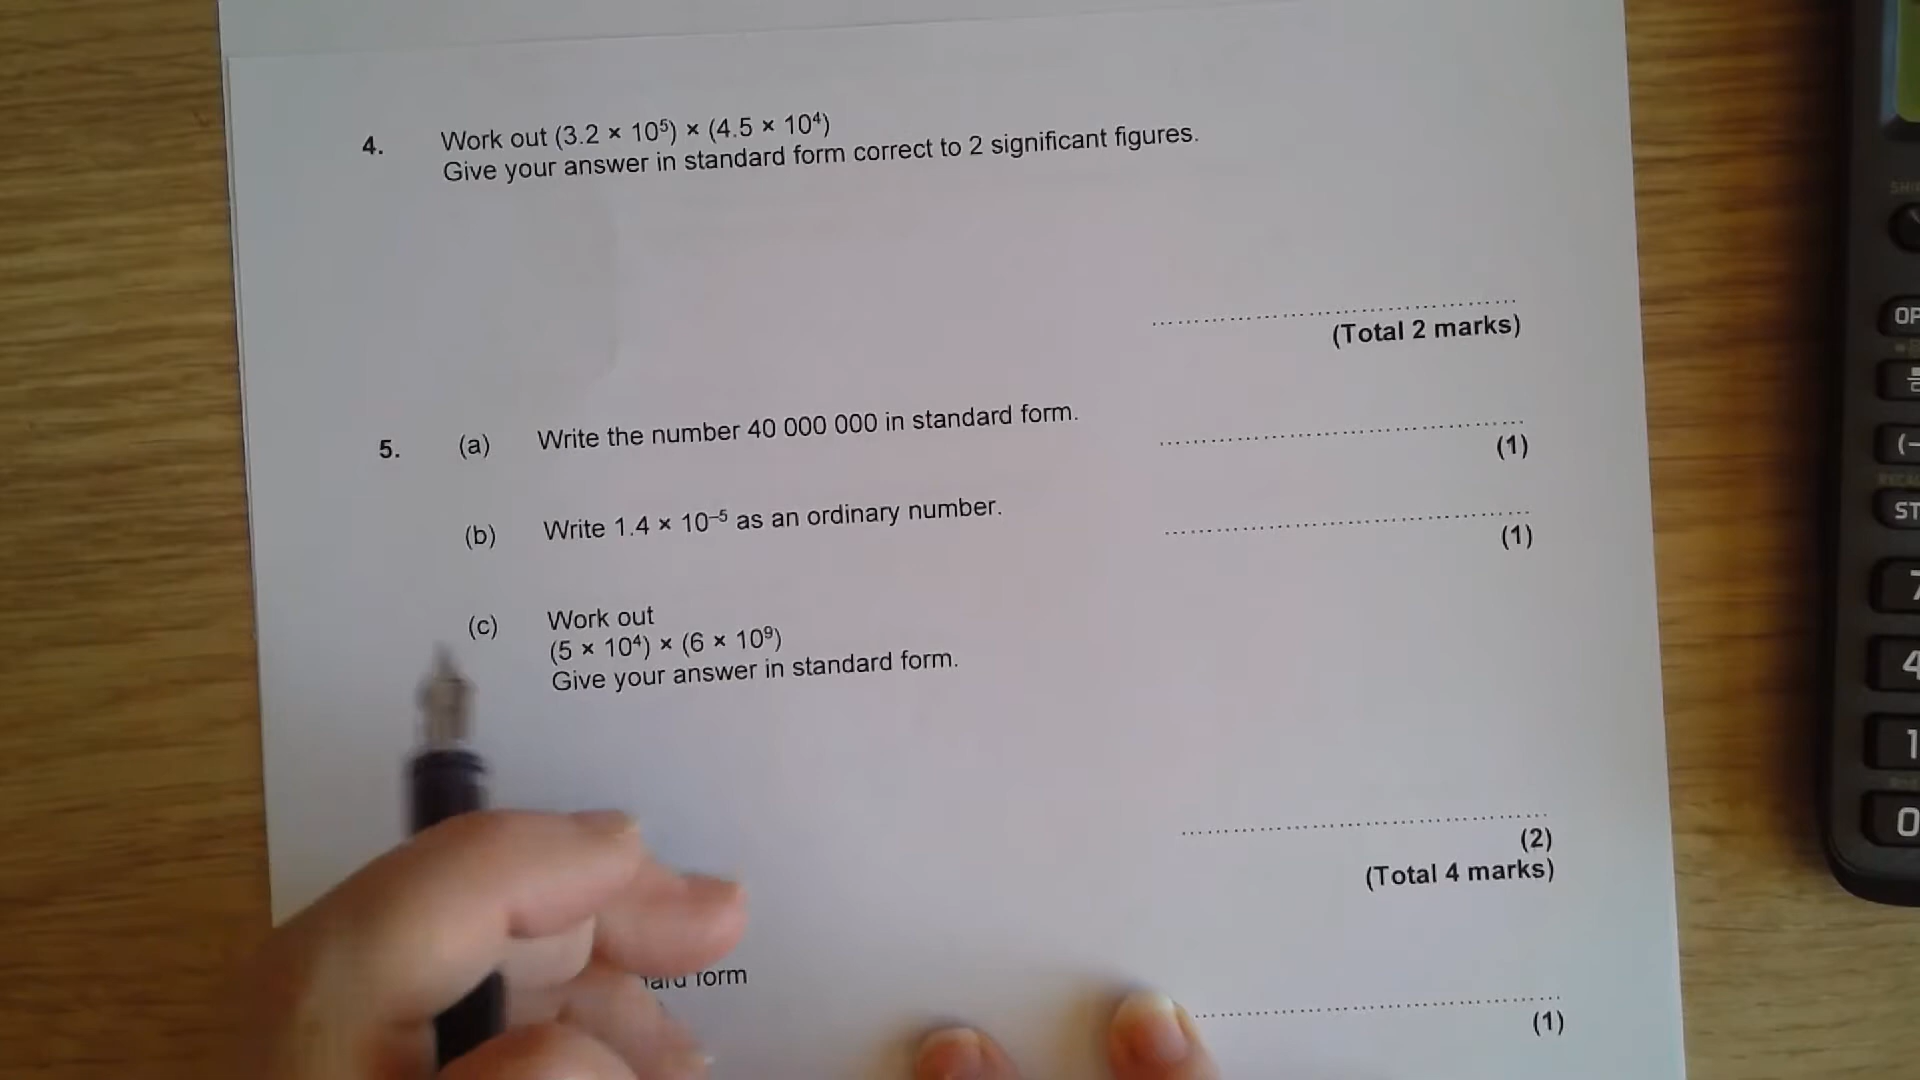 4. Work out (3.2 × 10⁵) × (4.5 × 10⁴)
Give your answer in standard form correct to 2 significant figures.
(Total 2 marks)
5. (a) Write the number 40 000 000 in standard form.
(1)
(b) Write 1.4 × 10⁻⁵ as an ordinary number.
(1)
(c) Work out
(5 × 10⁴) × (6 × 10⁹)
Give your answer in standard form.
(2)
(Total 4 marks)
form
(1)
7
4
1
0